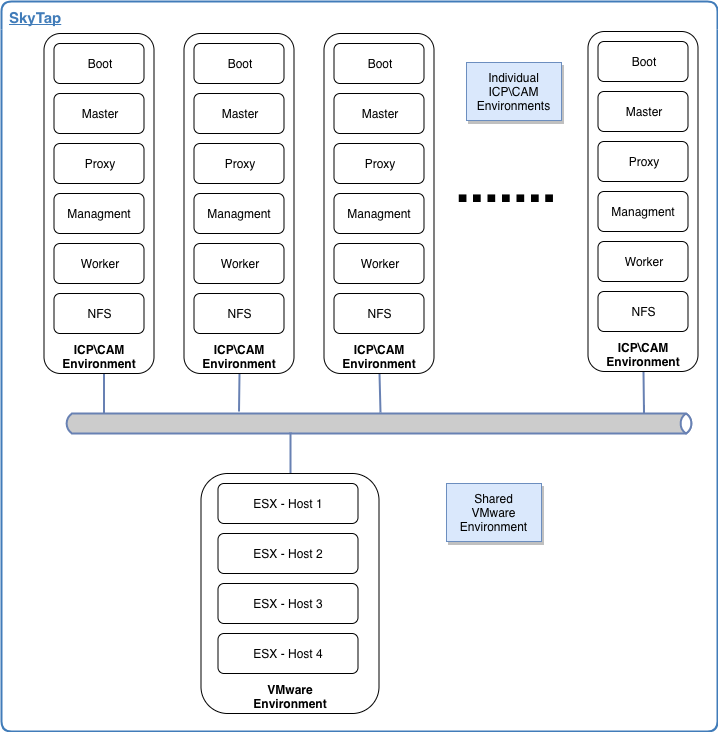 SkyTap
Boot
Master
Proxy
Managment
Worker
NFS
ICP\CAM
Environment
Boot
Master
Proxy
Managment
Worker
NFS
ICP\CAM
Environment
Boot
Master
Proxy
Managment
Worker
NFS
ICP\CAM
Environment
Individual
ICP\CAM
Environments
Boot
Master
Proxy
Managment
Worker
NFS
ICP\CAM
Environment
ESX - Host 1
ESX - Host 2
ESX - Host 3
ESX - Host 4
VMware
Environment
Shared
VMware
Environment